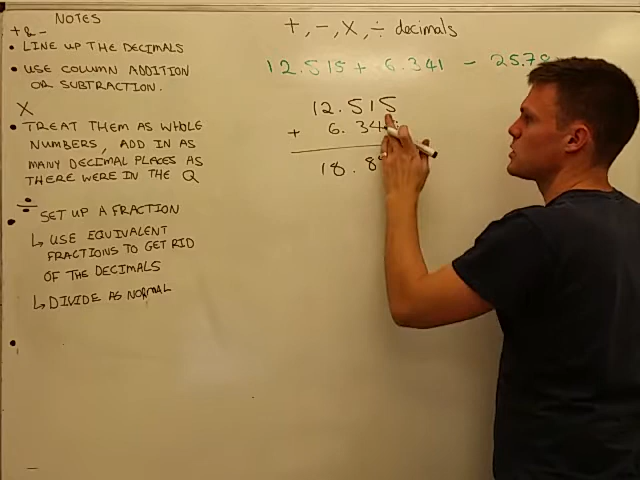 NOTES
+ & -
• LINE UP THE DECIMALS
• USE COLUMN ADDITION
OR SUBTRACTION.
X
• TREAT THEM AS WHOLE
NUMBERS, ADD IN AS
MANY DECIMAL PLACES AS
THERE WERE IN THE Q
÷
SET UP A FRACTION
↳ USE EQUIVALENT
FRACTIONS TO GET RID
OF THE DECIMALS
↳ DIVIDE AS NORMAL
•
+, -, X, ÷ decimals
12.515 + 6.341 - 25.78
12.515
+ 6.34
18.8